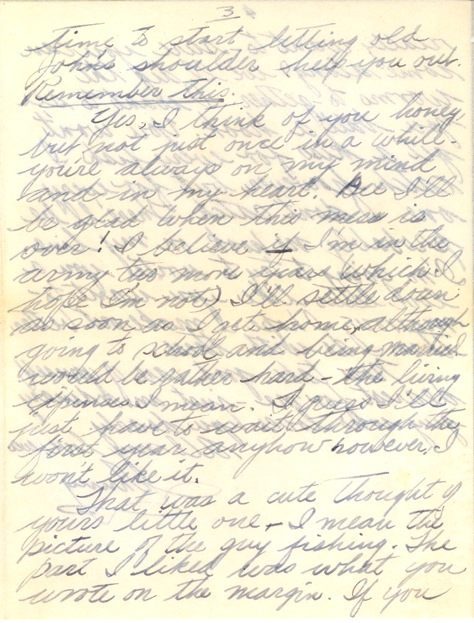 3
time to start letting old
John's shoulder help you out.
Remember this.
Yes, I think of you honey
but not just once in a while -
you're always on my mind
and in my heart. Gee I'll
be glad when this mess is
over! I believe if I'm in the
army two more years (which I
hope I'm not) I'll settle down
as soon as I get home, although
going to school and being married
would be rather hard - the living
expenses I mean. I guess I'll
just have to wait through the
first year anyhow however, I
won't like it.
That was a cute thought of
yours little one - I mean the
picture of the guy fishing. The
part I liked was what you
wrote on the margin. If you